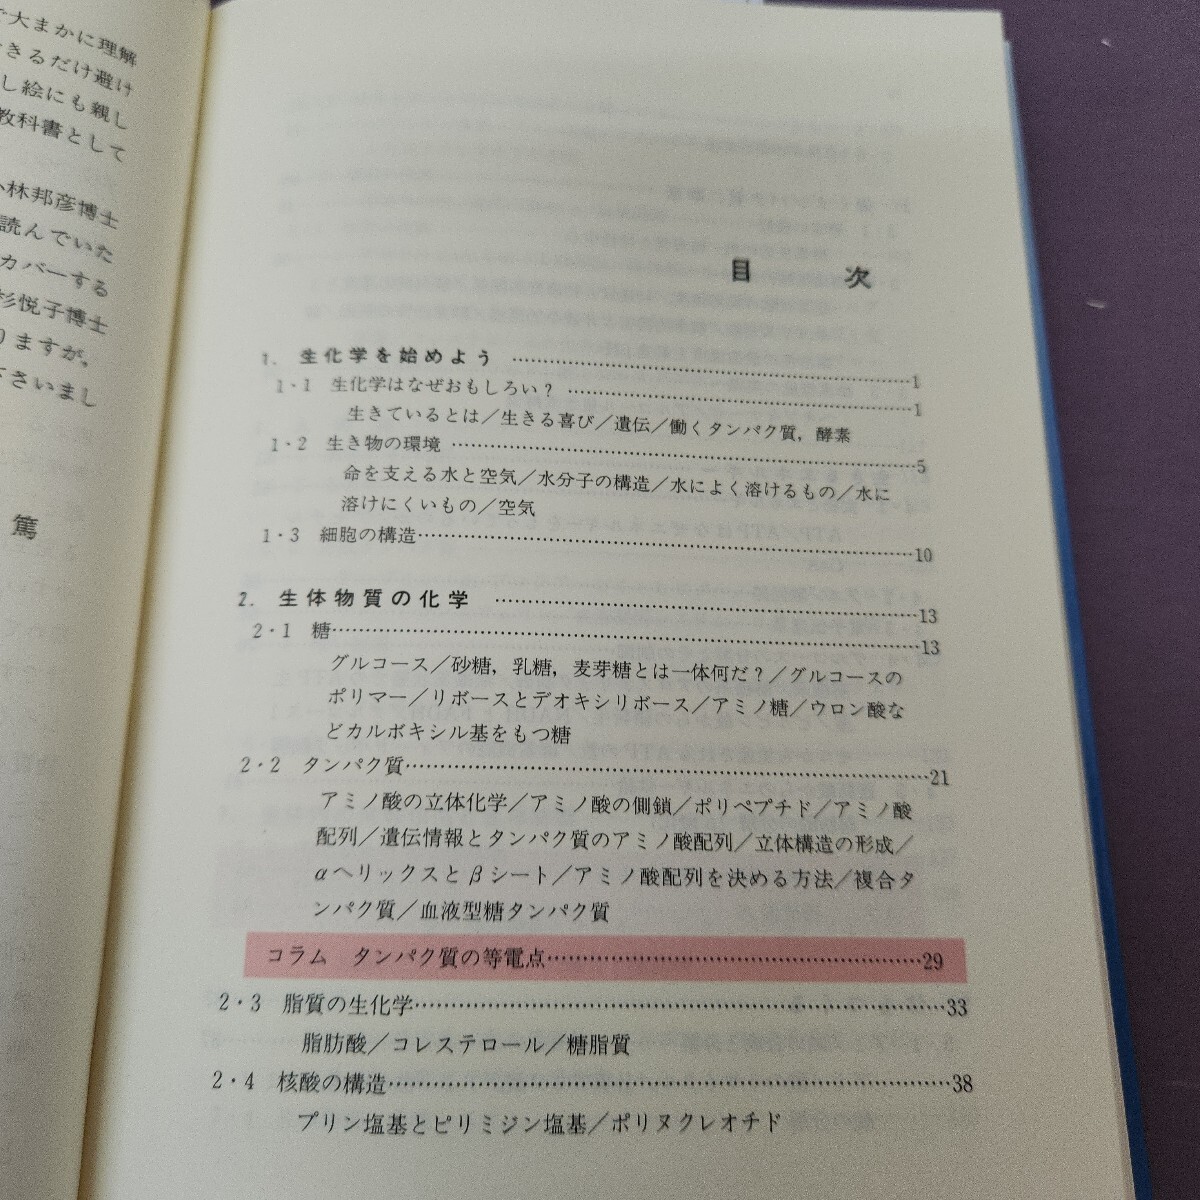 て大まかに理解
きるだけ避け
し絵にも親し
教科書として
小林邦彦博士
読んでいた
カバーする
杉悦子博士
りますが，
ださいまし
篤
目　次
1. 生化学を始めよう ……1
1・1 生化学はなぜおもしろい? ……1
生きているとは／生きる喜び／遺伝／働くタンパク質，酵素
1・2 生き物の環境 ……5
命を支える水と空気／水分子の構造／水によく溶けるもの／水に
溶けにくいもの／空気
1・3 細胞の構造……10
2. 生体物質の化学 ……13
2・1 糖……13
グルコース／砂糖，乳糖，麦芽糖とは一体何だ?／グルコースの
ポリマー／リボースとデオキシリボース／アミノ糖／ウロン酸な
どカルボキシル基をもつ糖
2・2 タンパク質……21
アミノ酸の立体化学／アミノ酸の側鎖／ポリペプチド／アミノ酸
配列／遺伝情報とタンパク質のアミノ酸配列／立体構造の形成／
αヘリックスとβシート／アミノ酸配列を決める方法／複合タ
ンパク質／血液型糖タンパク質
コラム　タンパク質の等電点……29
2・3 脂質の生化学……33
脂肪酸／コレステロール／糖脂質
2・4 核酸の構造……38
プリン塩基とピリミジン塩基／ポリヌクレオチド